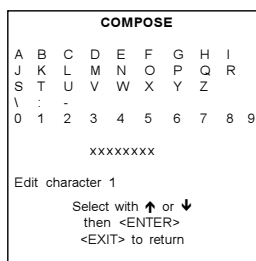 COMPOSE
A B C D E F G H I
J K L M N O P Q R
S T U V W X Y Z
\ : -
0 1 2 3 4 5 6 7 8 9
xxxxxxxx
Edit character 1
Select with ↑ or ↓
then <ENTER>
<EXIT> to return